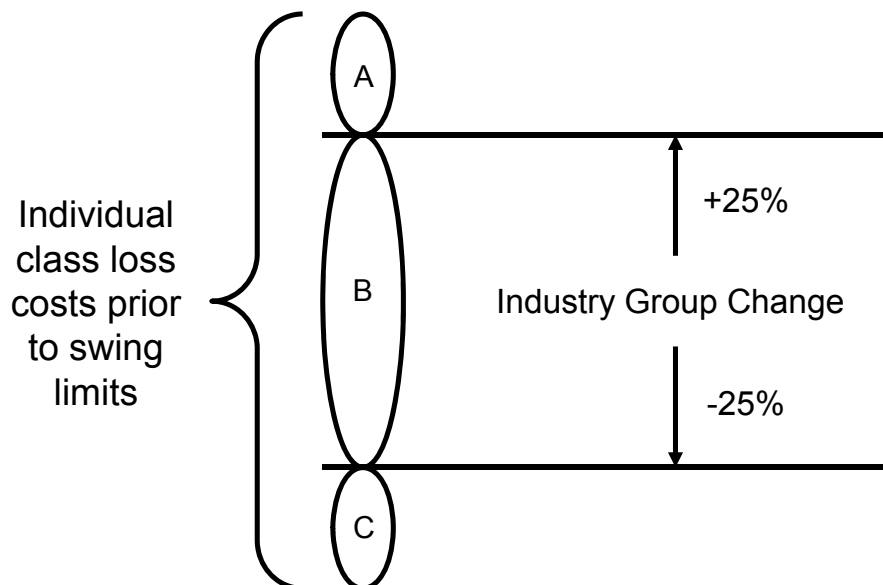 A
+25%
Individual
class loss
costs prior
to swing
limits
B
Industry Group Change
-25%
C